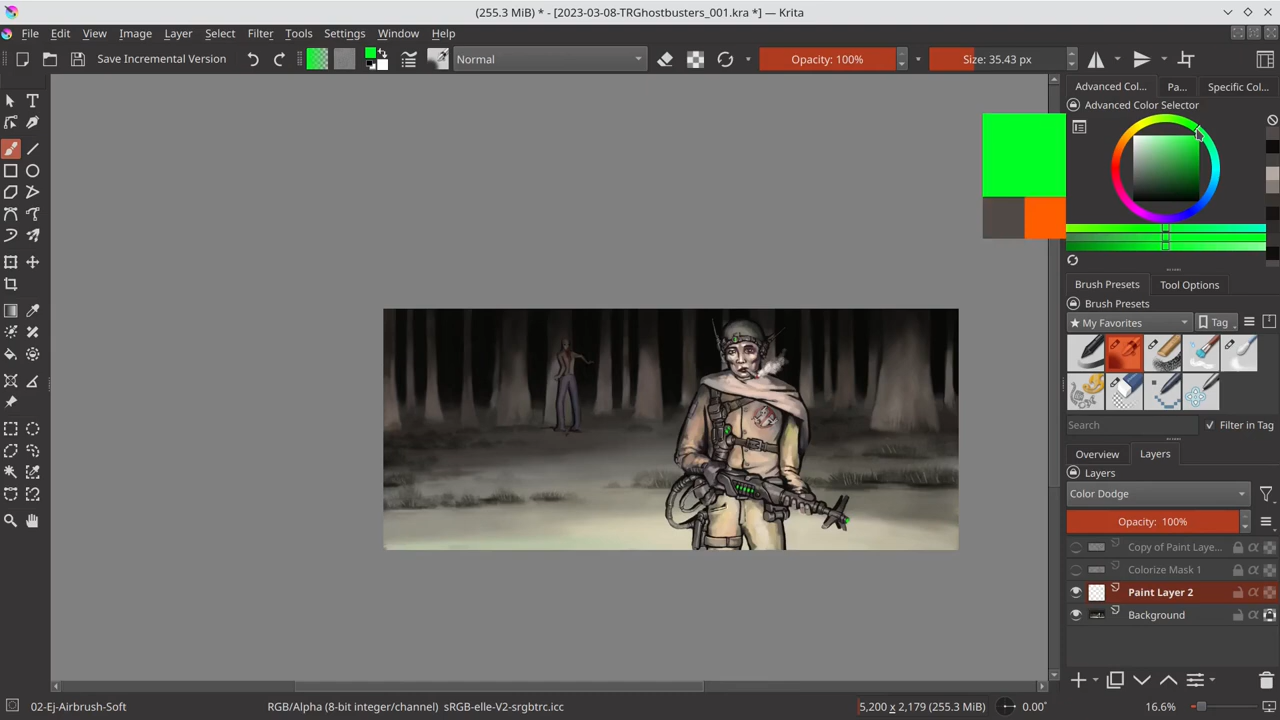 (255.3 MiB) * - [2023-03-08-TRGhostbusters_001.kra *] — Krita
File Edit View Image Layer Select Filter Tools Settings Window Help
Save Incremental Version
Normal
Opacity: 100%
Size: 35.43 px
Advanced Col...
Pa...
Specific Col...
Advanced Color Selector
Brush Presets
Tool Options
Brush Presets
★ My Favorites
Tag
Search
Filter in Tag
Overview
Layers
Layers
Color Dodge
Opacity: 100%
Copy of Paint Laye...
Colorize Mask 1
Paint Layer 2
Background
02-Ej-Airbrush-Soft
RGB/Alpha (8-bit integer/channel) sRGB-elle-V2-srgbtrc.icc
5,200 x 2,179 (255.3 MiB)
0.00°
16.6%